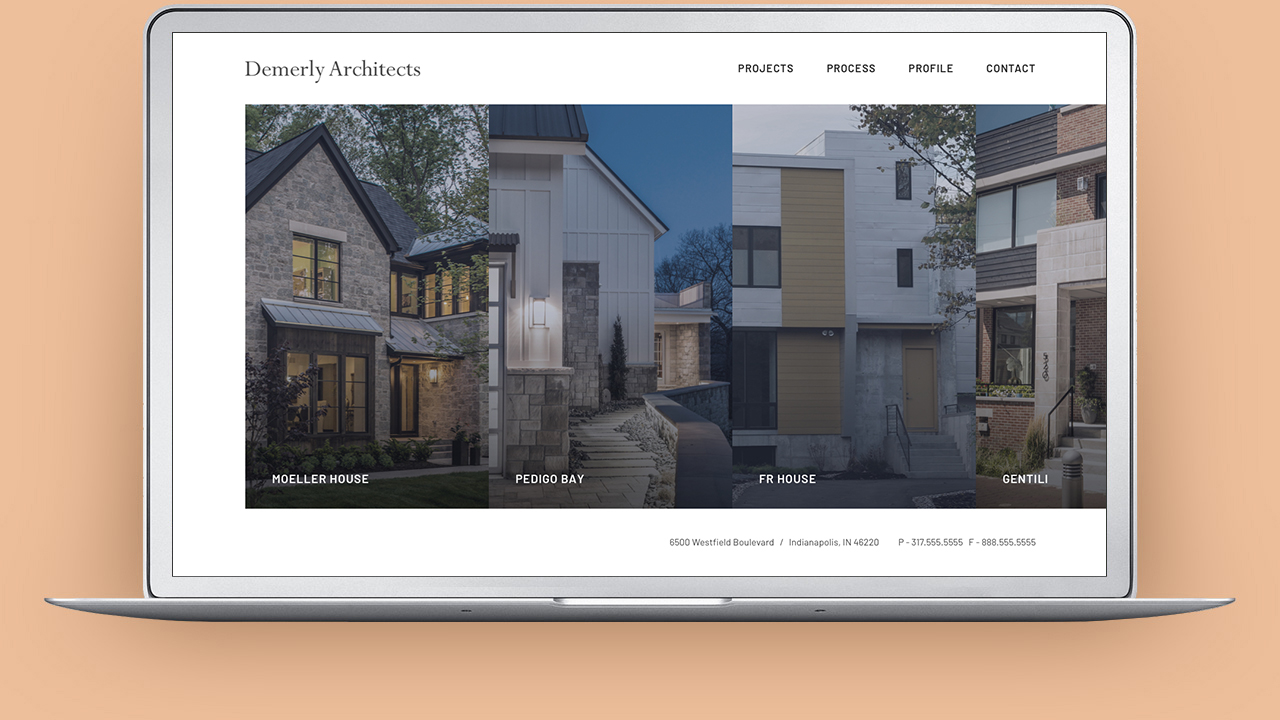 Demerly Architects
PROJECTS PROCESS PROFILE CONTACT
MOELLER HOUSE
PEDIGO BAY
FR HOUSE
GENTILI
6500 Westfield Boulevard / Indianapolis, IN 46220 P - 317.555.5555 F - 888.555.5555